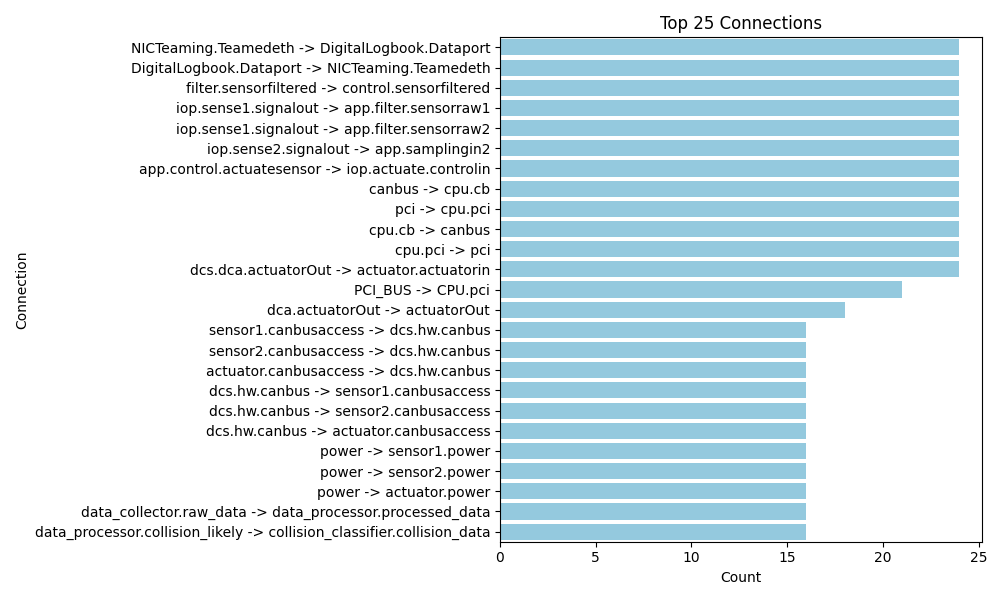 Top 25 Connections
NICTeaming.Teamedeth -> DigitalLogbook.Dataport
DigitalLogbook.Dataport -> NICTeaming.Teamedeth
filter.sensorfiltered -> control.sensorfiltered
iop.sense1.signalout -> app.filter.sensorraw1
iop.sense1.signalout -> app.filter.sensorraw2
iop.sense2.signalout -> app.samplingin2
app.control.actuatesensor -> iop.actuate.controlin
canbus -> cpu.cb
pci -> cpu.pci
cpu.cb -> canbus
cpu.pci -> pci
dcs.dca.actuatorOut -> actuator.actuatorin
PCI_BUS -> CPU.pci
dca.actuatorOut -> actuatorOut
sensor1.canbusaccess -> dcs.hw.canbus
sensor2.canbusaccess -> dcs.hw.canbus
actuator.canbusaccess -> dcs.hw.canbus
dcs.hw.canbus -> sensor1.canbusaccess
dcs.hw.canbus -> sensor2.canbusaccess
dcs.hw.canbus -> actuator.canbusaccess
power -> sensor1.power
power -> sensor2.power
power -> actuator.power
data_collector.raw_data -> data_processor.processed_data
data_processor.collision_likely -> collision_classifier.collision_data
Connection
0 5 10 15 20 25
Count